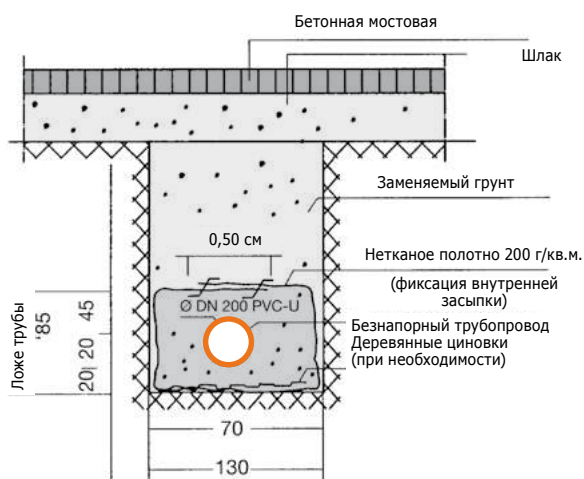 Бетонная мостовая
Шлак
Заменяемый грунт
0,50 см
Нетканое полотно 200 г/кв.м.
(фиксация внутренней
засыпки)
Ø DN 200 PVC-U
Безнапорный трубопровод
Деревянные циновки
(при необходимости)
Ложе трубы
'85
45
20
20
70
130